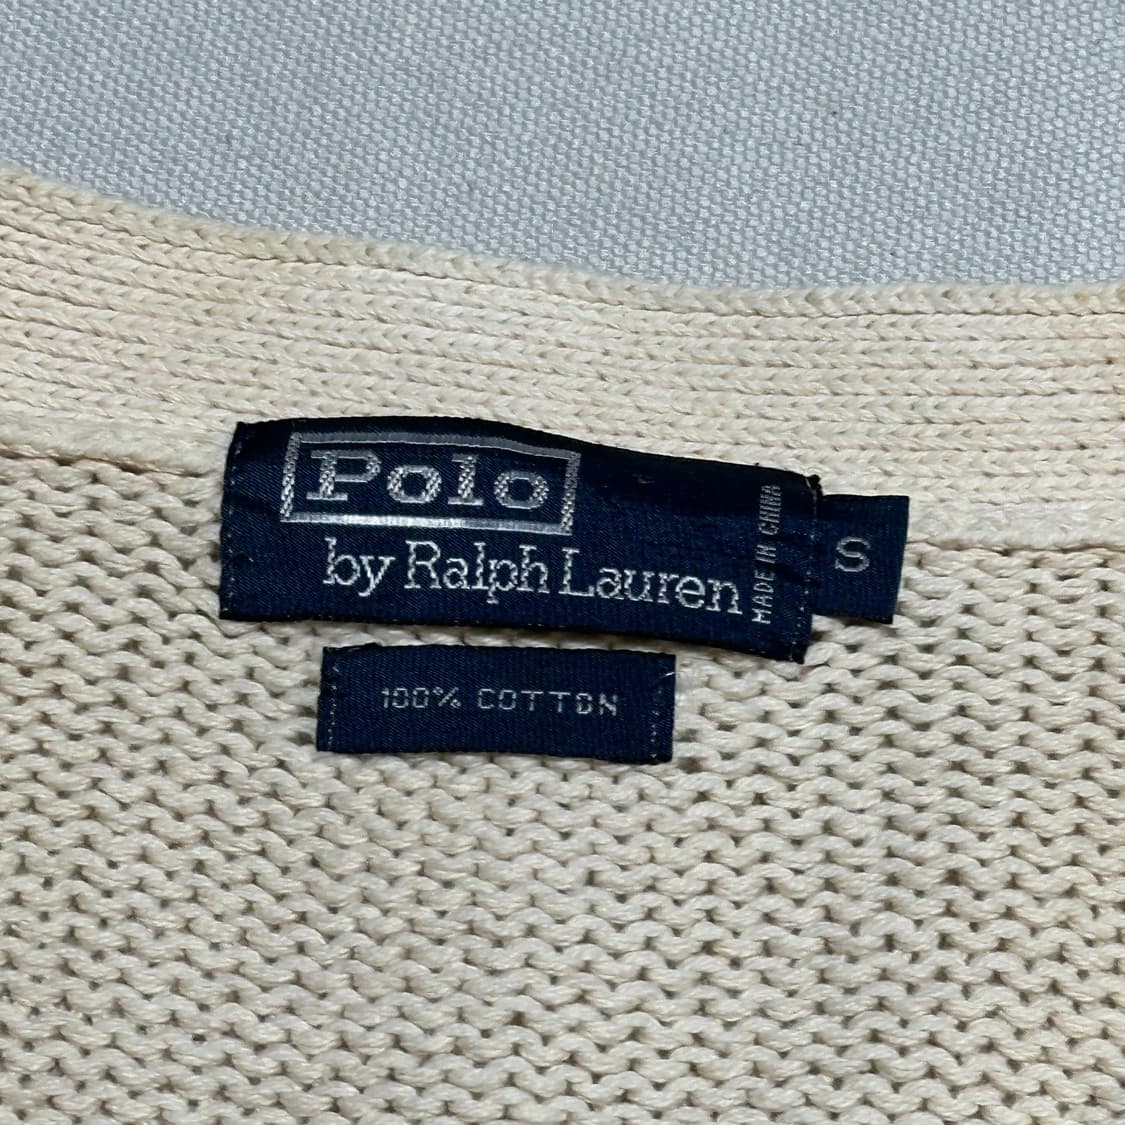 Polo
by Ralph Lauren
MADE IN CHINA
S
100% COTTON